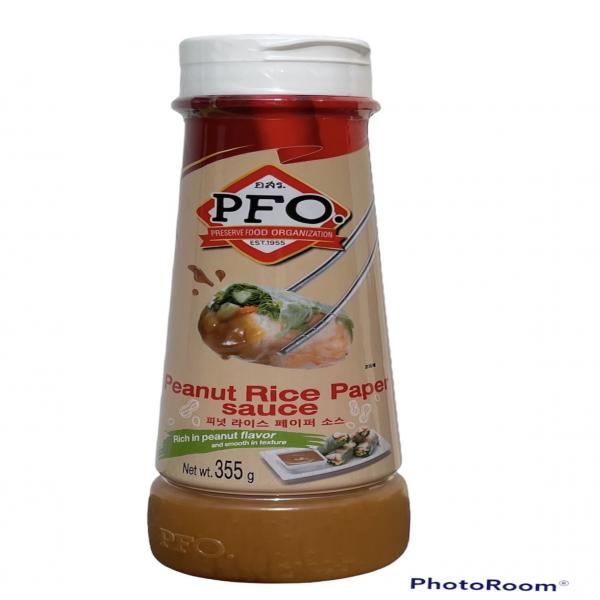 อสร.
PFO.
PRESERVE FOOD ORGANIZATION
EST.1955
Peanut Rice Paper
sauce
피넛 라이스 페이퍼 소스
Rich in peanut flavor
and smooth in texture
Net wt. 355 g
PFO.
PhotoRoom®